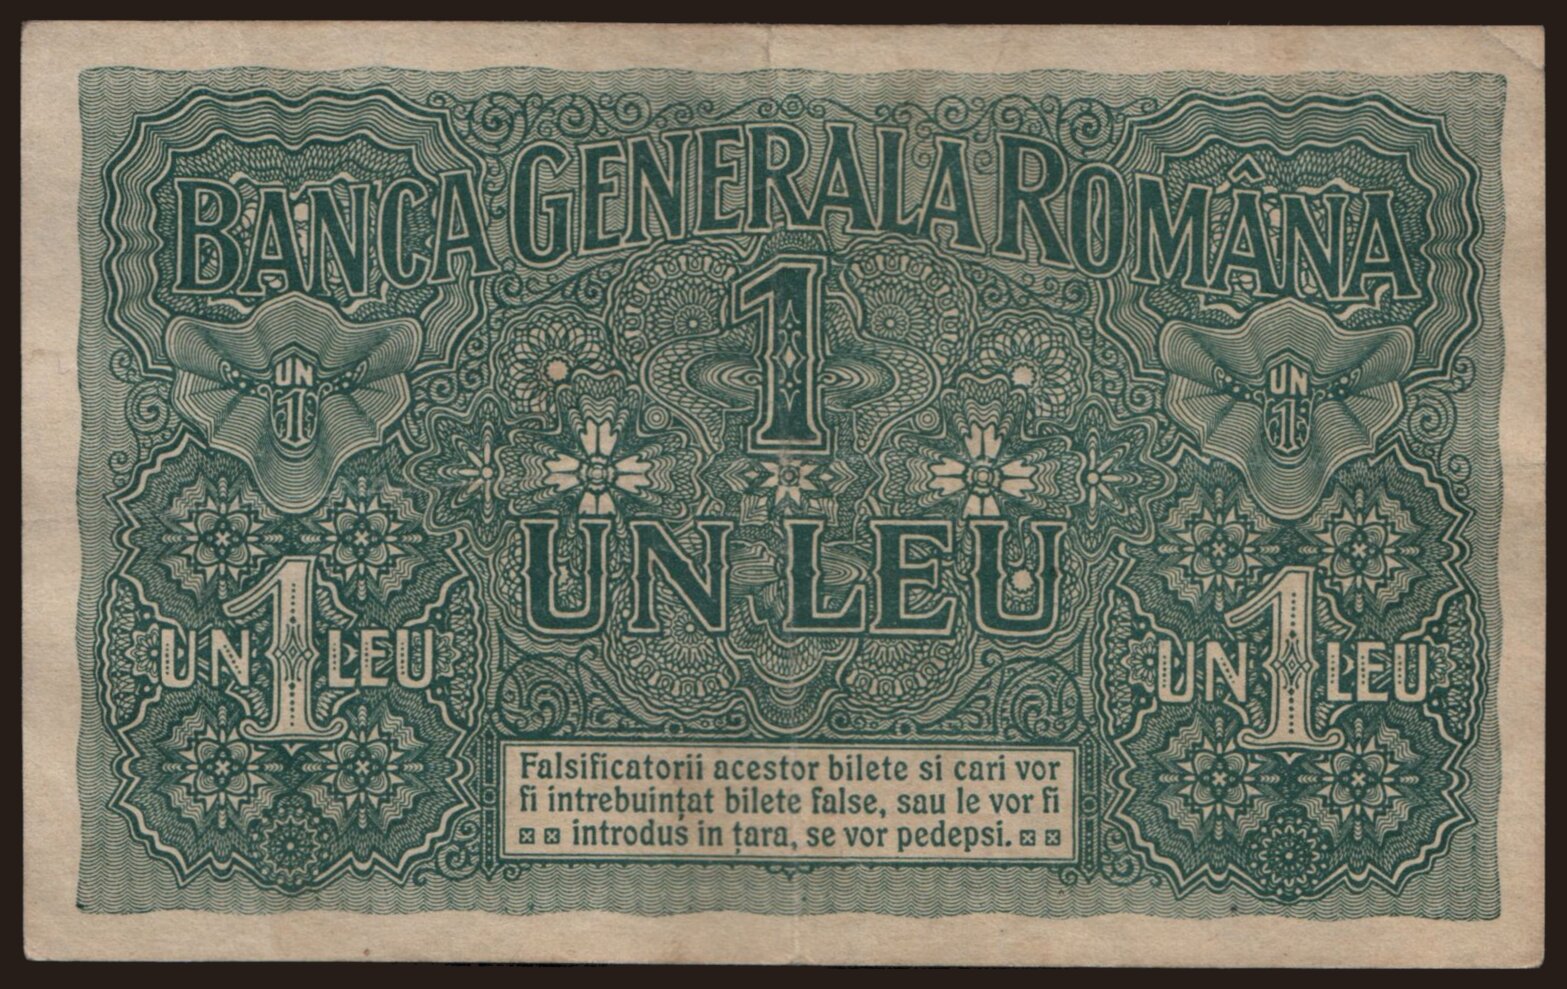 BANCA GENERALA ROMÂNA
1
UN
1
UN
1
UN LEU
UN 1 LEU
UN 1 LEU
Falsificatorii acestor bilete si cari vor
fi intrebuințat bilete false, sau le vor fi
introdus in țara, se vor pedepsi.